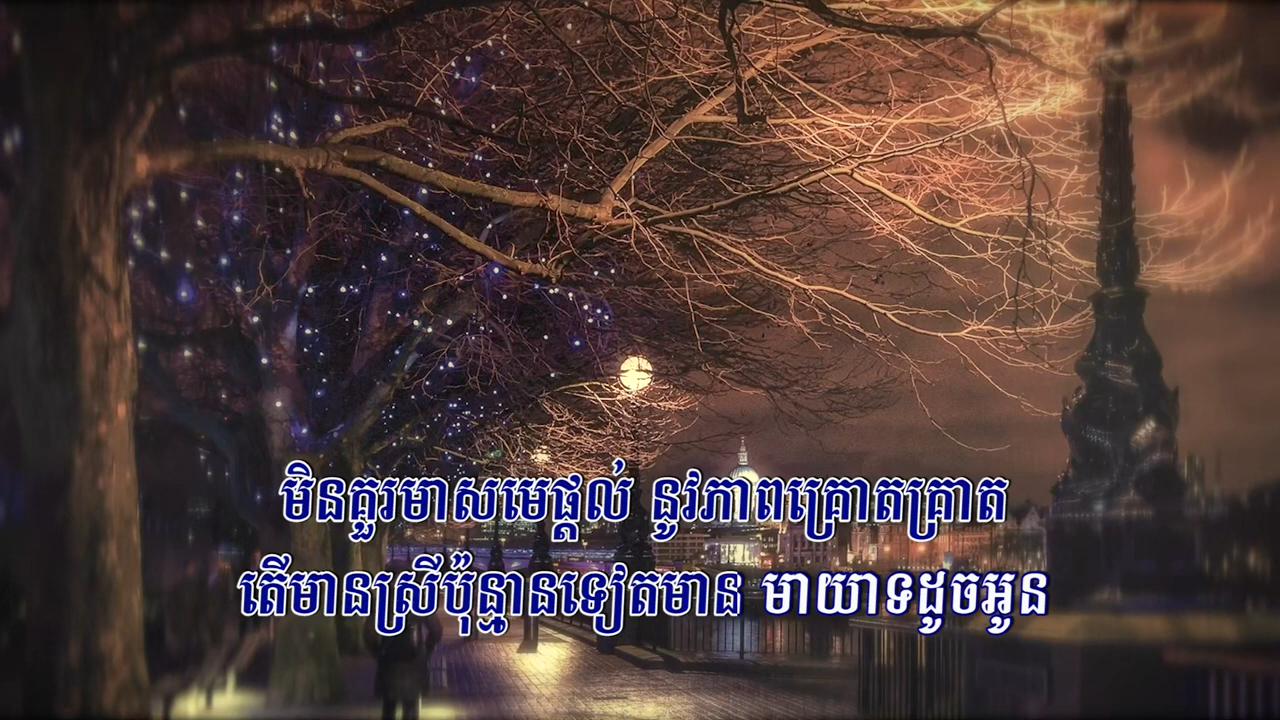 មិនគួរមាសមេផ្ដល់ នូវភាពគ្រោតគ្រាត
តើមានស្រីប៉ុន្មានទៀតមាន មាយាទដូចអូន